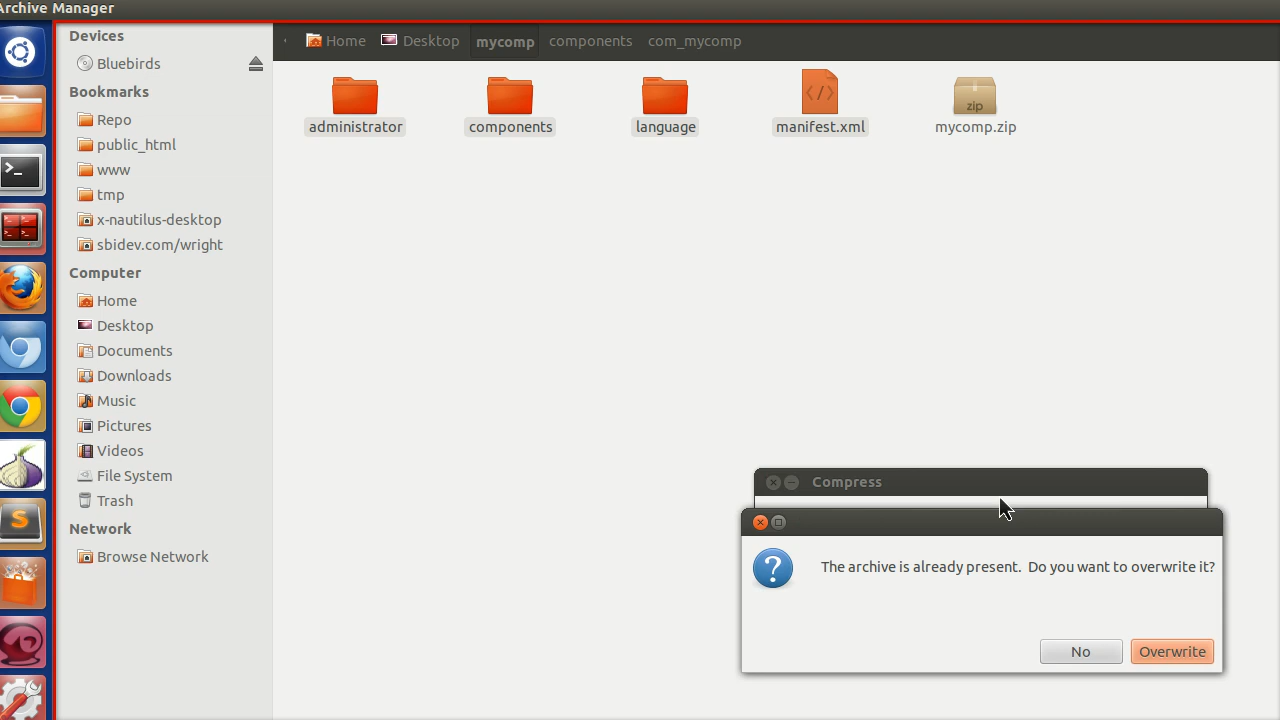 Archive Manager
Devices
Bluebirds
Bookmarks
Repo
public_html
www
tmp
x-nautilus-desktop
sbidev.com/wright
Computer
Home
Desktop
Documents
Downloads
Music
Pictures
Videos
File System
Trash
Network
Browse Network
Home Desktop mycomp components com_mycomp
administrator components language manifest.xml mycomp.zip
zip
Compress
The archive is already present. Do you want to overwrite it?
No Overwrite